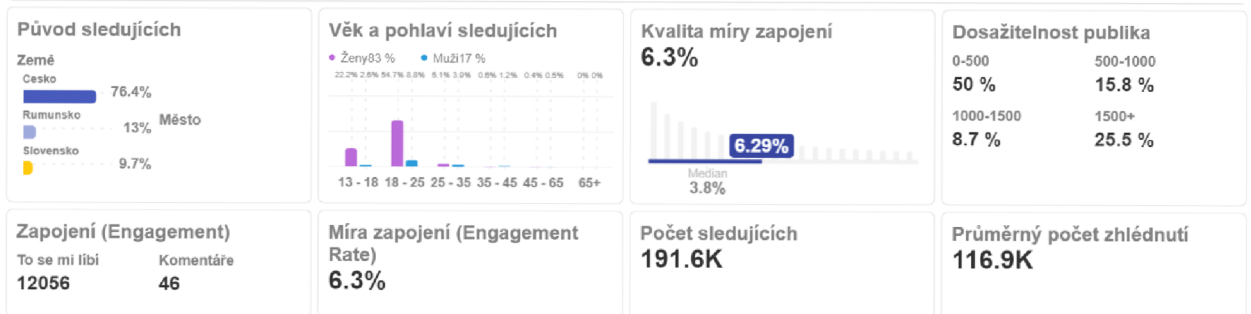 Původ sledujících
Země
Cesko
76.4%
Rumunsko
13%
Město
Slovensko
9.7%
Věk a pohlaví sledujících
Ženy83 % Muži17 %
22.2% 2.6% 54.7% 8.8% 5.1% 3.9% 0.6% 1.2% 0.4% 0.5% 0% 0%
13 - 18 18 - 25 25 - 35 35 - 45 45 - 65 65+
Kvalita míry zapojení
6.3%
6.29%
Median
3.8%
Dosažitelnost publika
0-500 500-1000
50 % 15.8 %
1000-1500 1500+
8.7 % 25.5 %
Zapojení (Engagement)
To se mi líbí Komentáře
12056 46
Míra zapojení (Engagement
Rate)
6.3%
Počet sledujících
191.6K
Průměrný počet zhlédnutí
116.9K